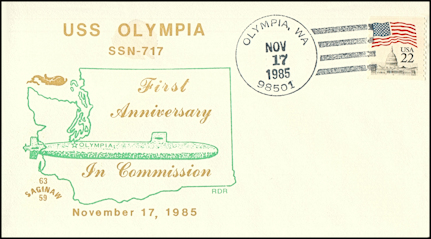 USS OLYMPIA
SSN-717
First
Anniversary
☆OLYMPIA
In Commission
63
SAGINAW
59
RDR
November 17, 1985
OLYMPIA, WA
NOV
17
1985
98501
USA
22